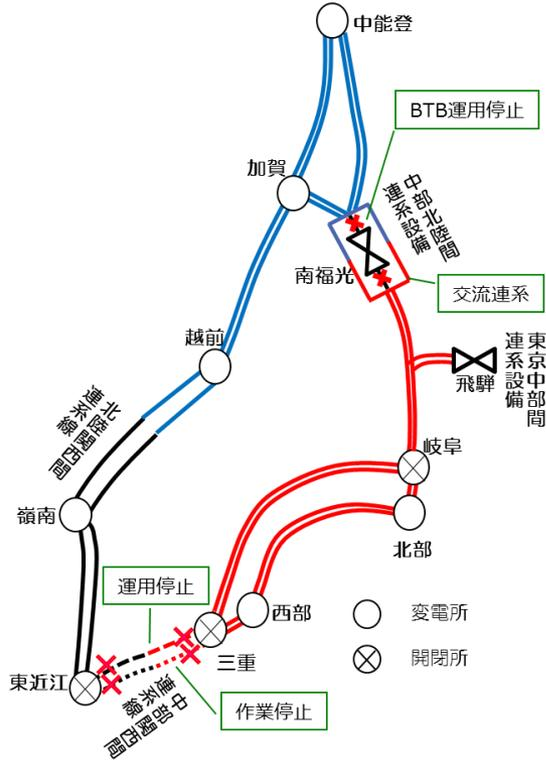 中能登
BTB運用停止
加賀
中部北陸間
連系設備
南福光
交流連系
越前
東京中部間
連系設備
飛騨
北陸関西間
連系線
岐阜
嶺南
北部
運用停止
西部
変電所
三重
開閉所
東近江
中部関西間
連系線
作業停止